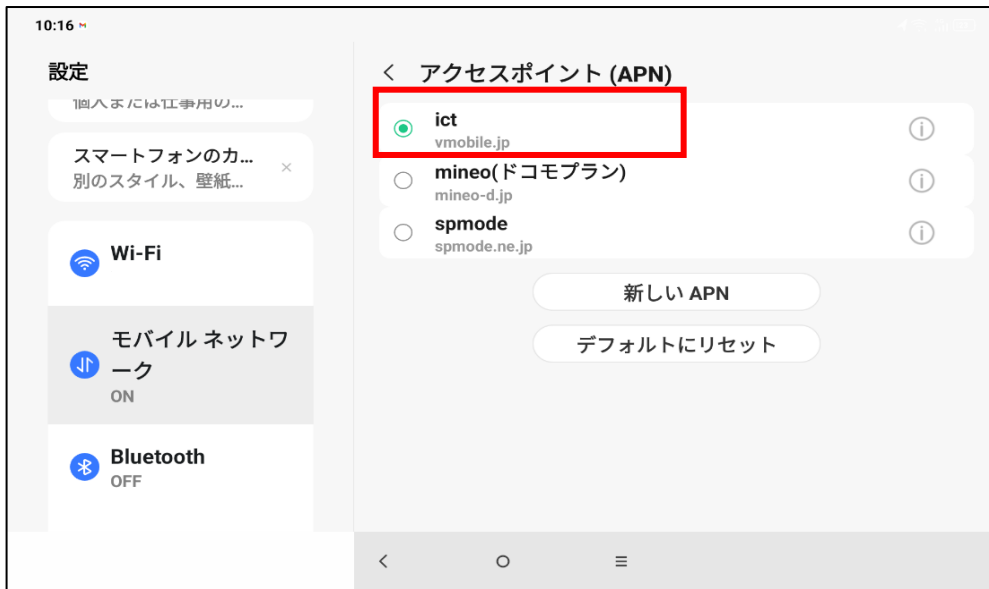 10:16
設定
個人または仕事用の...
スマートフォンのカ...
別のスタイル、壁紙...
Wi-Fi
モバイル ネットワ
ーク
ON
Bluetooth
OFF
アクセスポイント (APN)
ict
vmobile.jp
mineo(ドコモプラン)
mineo-d.jp
spmode
spmode.ne.jp
新しい APN
デフォルトにリセット